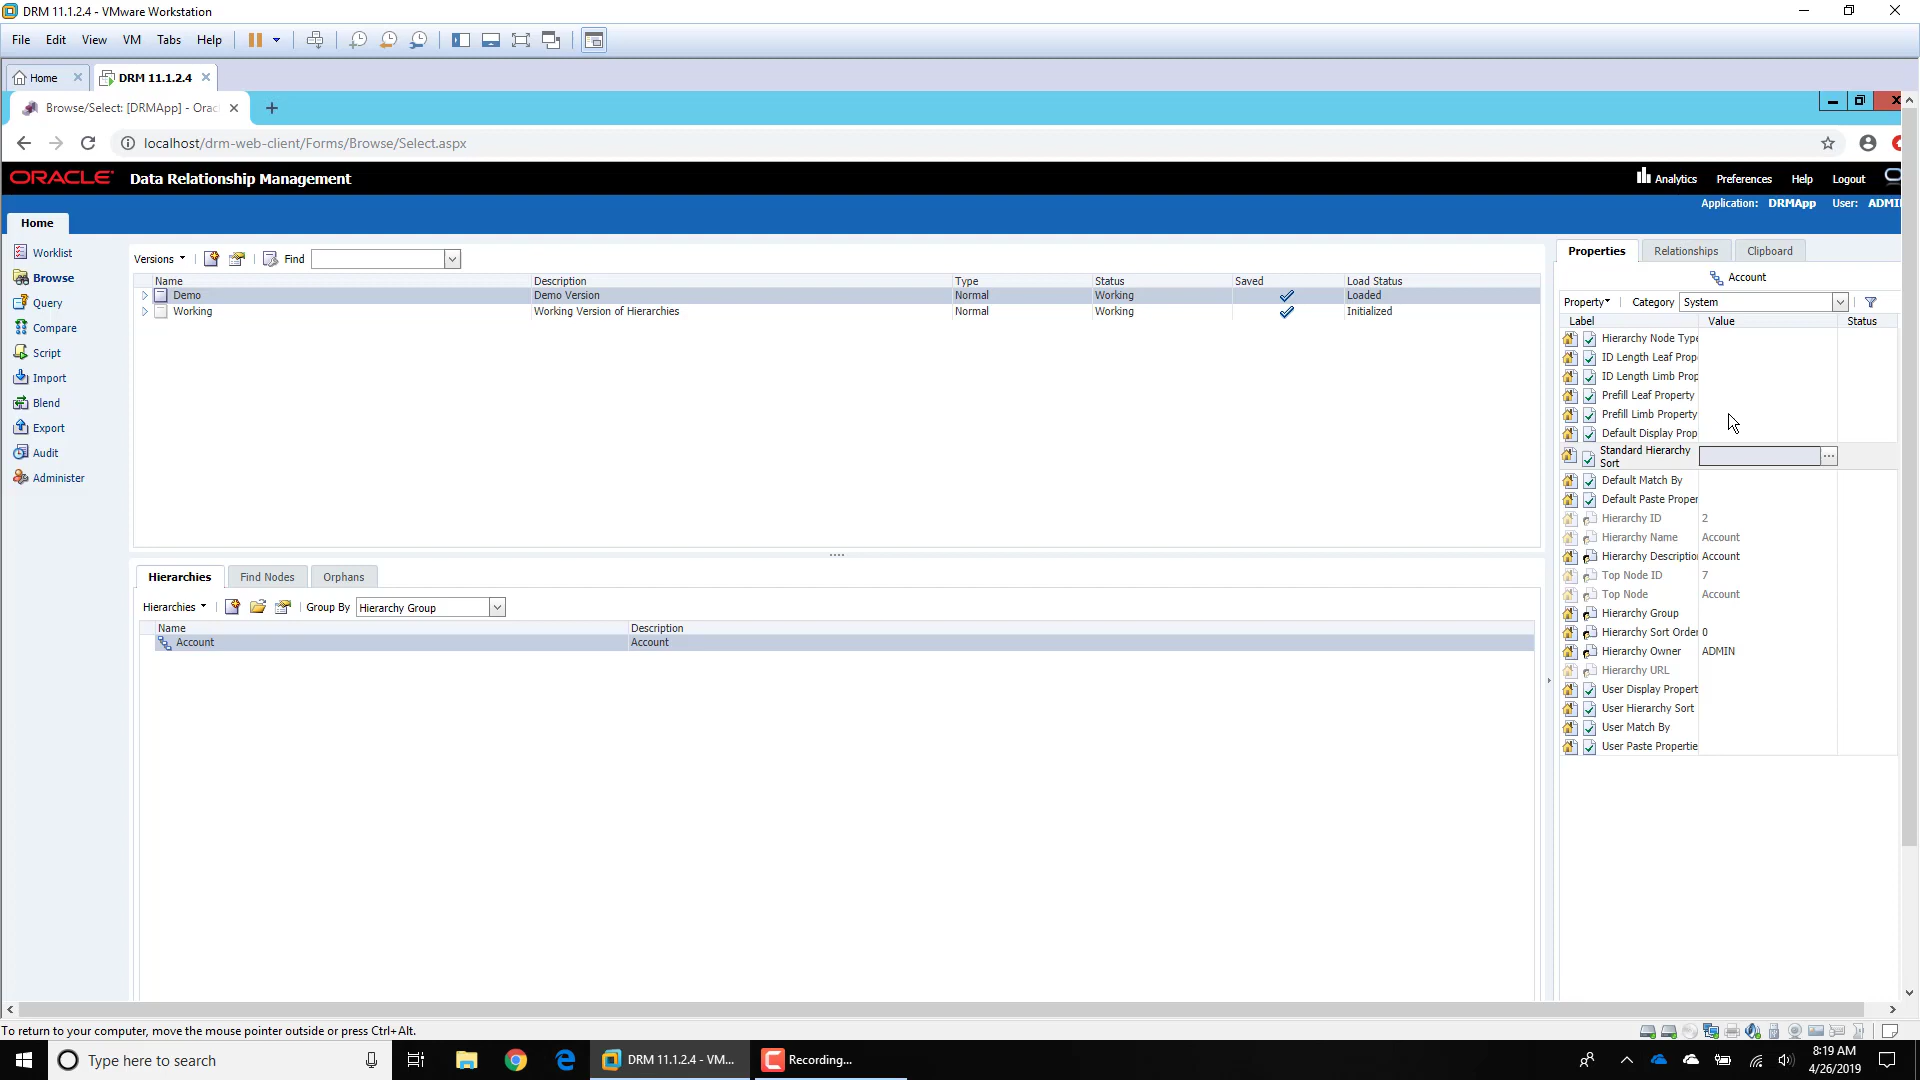 DRM 11.1.2.4 - VMware Workstation
File Edit View VM Tabs Help
Home DRM 11.1.2.4
Browse/Select: [DRMApp] - Orac
localhost/drm-web-client/Forms/Browse/Select.aspx
ORACLE Data Relationship Management Analytics Preferences Help Logout
Application: DRMApp User: ADMI
Home
Worklist
Browse
Query
Compare
Script
Import
Blend
Export
Audit
Administer
Versions Find
Name Description Type Status Saved Load Status
Demo Demo Version Normal Working Loaded
Working Working Version of Hierarchies Normal Working Initialized
Hierarchies Find Nodes Orphans
Hierarchies Group By Hierarchy Group
Name Description
Account Account
Properties Relationships Clipboard
Account
Property Category System
Label Value Status
Hierarchy Node Type
ID Length Leaf Prop
ID Length Limb Prop
Prefill Leaf Property
Prefill Limb Property
Default Display Prop
Standard Hierarchy
Sort
Default Match By
Default Paste Proper
Hierarchy ID 2
Hierarchy Name Account
Hierarchy Descriptio Account
Top Node ID 7
Top Node Account
Hierarchy Group
Hierarchy Sort Order 0
Hierarchy Owner ADMIN
Hierarchy URL
User Display Propert
User Hierarchy Sort
User Match By
User Paste Propertie
To return to your computer, move the mouse pointer outside or press Ctrl+Alt.
Type here to search DRM 11.1.2.4 - VM... Recording... 8:19 AM
4/26/2019